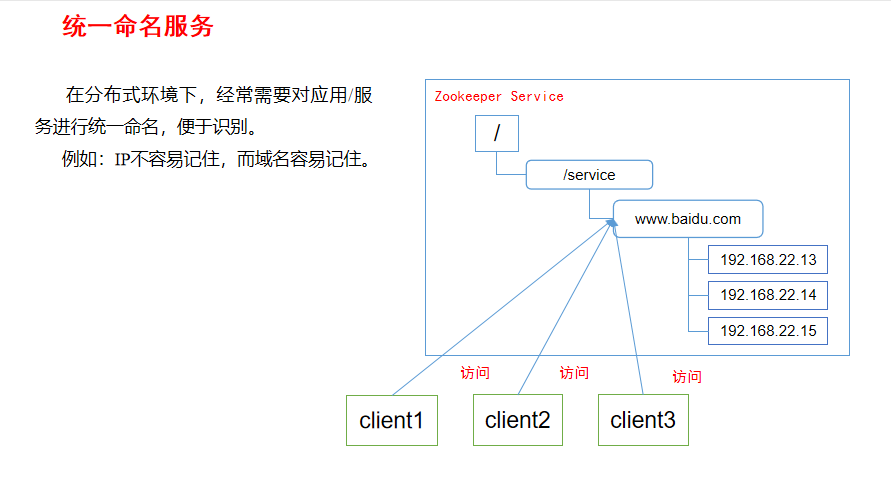 统一命名服务
在分布式环境下，经常需要对应用/服
务进行统一命名，便于识别。
例如：IP不容易记住，而域名容易记住。
Zookeeper Service
/
/service
www.baidu.com
192.168.22.13
192.168.22.14
192.168.22.15
访问
访问
访问
client1
client2
client3